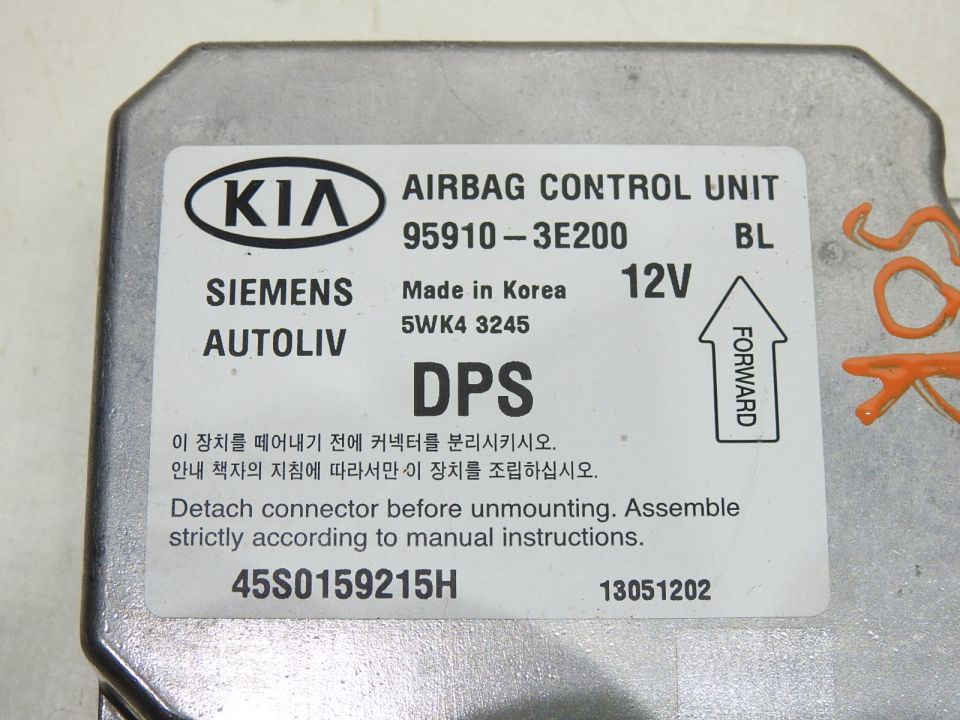 KIA AIRBAG CONTROL UNIT
95910-3E200 BL
SIEMENS AUTOLIV
Made in Korea 12V
5WK4 3245
FORWARD
DPS
이 장치를 떼어내기 전에 커넥터를 분리시키시오.
안내 책자의 지침에 따라서만 이 장치를 조립하십시오.
Detach connector before unmounting. Assemble
strictly according to manual instructions.
45S0159215H 13051202
SOK